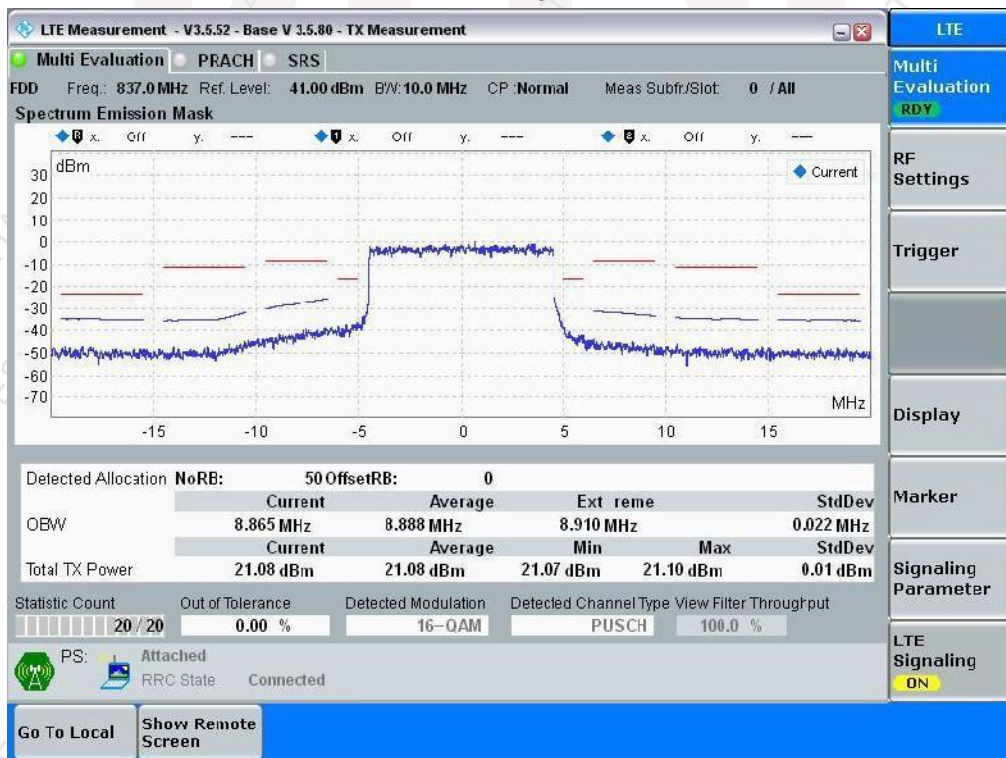 LTE Measurement - V3.5.52 - Base V 3.5.80 - TX Measurement
LTE
Multi Evaluation PRACH SRS
Multi Evaluation
RDY
FDD Freq.: 837.0 MHz Ref. Level: 41.00 dBm BW: 10.0 MHz CP : Normal Meas Subfr./Slot: 0 / All
Spectrum Emission Mask
x. Off y. --- 1 x. Off y. --- 2 x. Off y. ---
dBm
Current
30
20
10
0
-10
-20
-30
-40
-50
-60
-70
MHz
-15 -10 -5 0 5 10 15
RF Settings
Trigger
Display
Marker
Signaling Parameter
LTE Signaling
ON
Detected Allocation NoRB: 50 OffsetRB: 0
Current Average Ext reme StdDev
OBW 8.865 MHz 8.888 MHz 8.910 MHz 0.022 MHz
Current Average Min Max StdDev
Total TX Power 21.08 dBm 21.08 dBm 21.07 dBm 21.10 dBm 0.01 dBm
Statistic Count Out of Tolerance Detected Modulation Detected Channel Type View Filter Throughput
20 / 20 0.00 % 16-QAM PUSCH 100.0 %
PS: Attached
RRC State Connected
Go To Local
Show Remote Screen